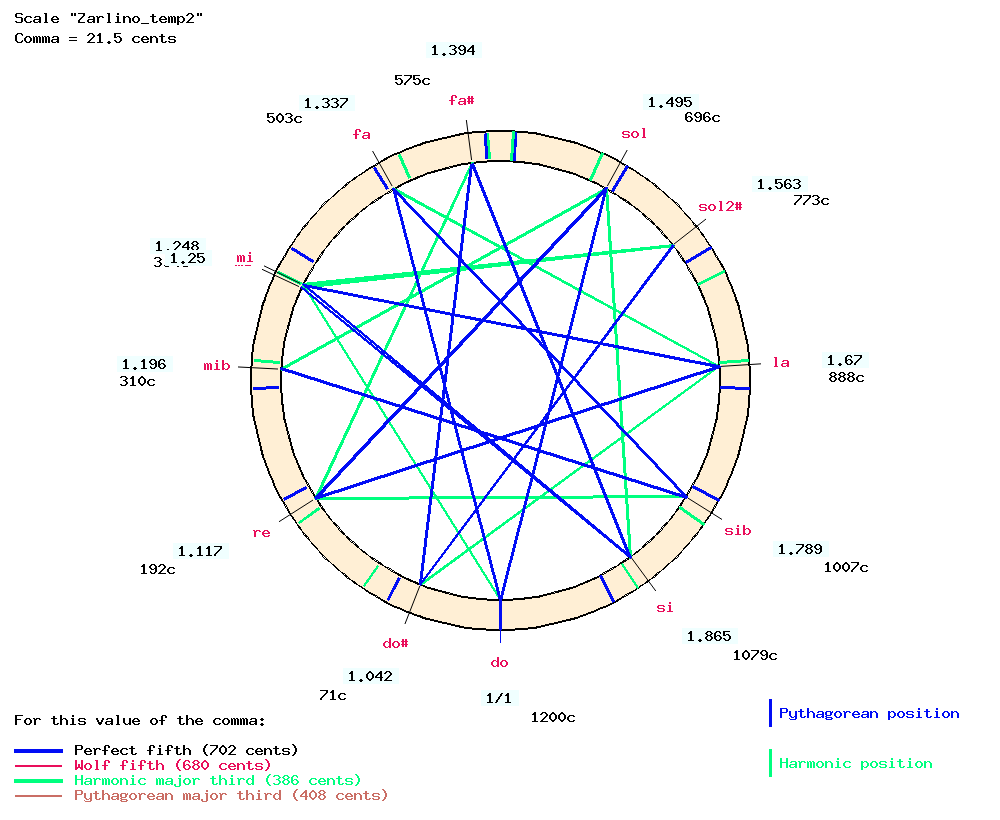 Scale "Zarlino_temp2"
Comma = 21.5 cents
1.394
575c
fa#
1.337
503c
fa
1.495
696c
sol
1.563
773c
sol2#
1.248
1.25
mi
1.196
310c
mib
1.67
888c
la
1.117
192c
re
1.789
1007c
sib
1.865
1079c
si
1.042
71c
do#
do
1/1
1200c
For this value of the comma:
Perfect fifth (702 cents)
Wolf fifth (680 cents)
Harmonic major third (386 cents)
Pythagorean major third (408 cents)
Pythagorean position
Harmonic position